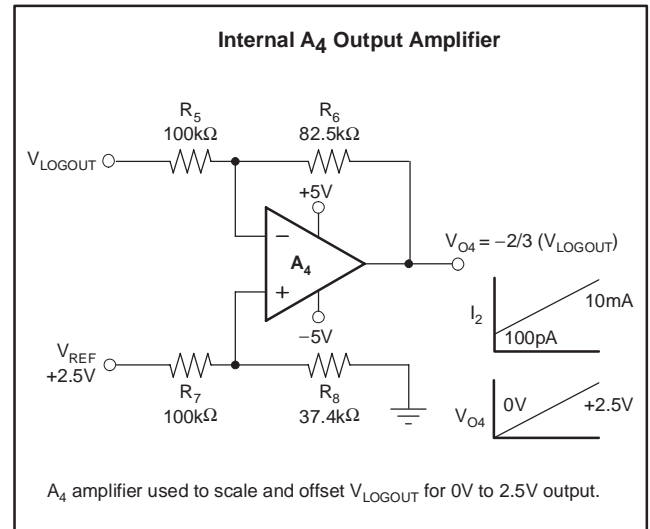 Internal A4 Output Amplifier
R5
100kΩ
R6
82.5kΩ
VLOGOUT
+5V
−
A4
+
−5V
VO4 = −2/3 (VLOGOUT)
I2
10mA
100pA
VREF
+2.5V
R7
100kΩ
R8
37.4kΩ
VO4
0V
+2.5V
A4 amplifier used to scale and offset VLOGOUT for 0V to 2.5V output.